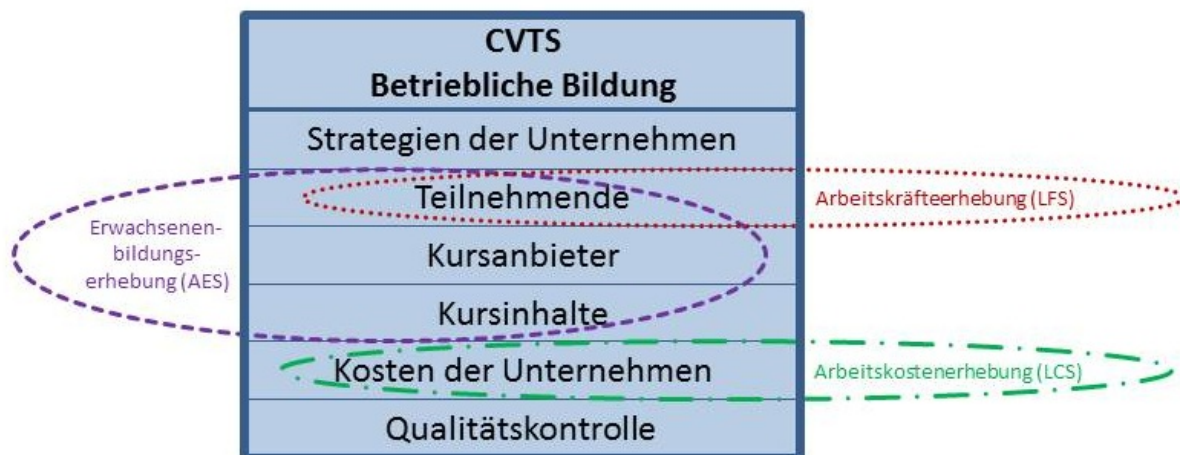 CVTS
Betriebliche Bildung
Strategien der Unternehmen
Teilnehmende
Arbeitskräfteerhebung (LFS)
Erwachsenen-
bildungs-
erhebung (AES)
Kursanbieter
Kursinhalte
Kosten der Unternehmen
Arbeitskostenerhebung (LCS)
Qualitätskontrolle